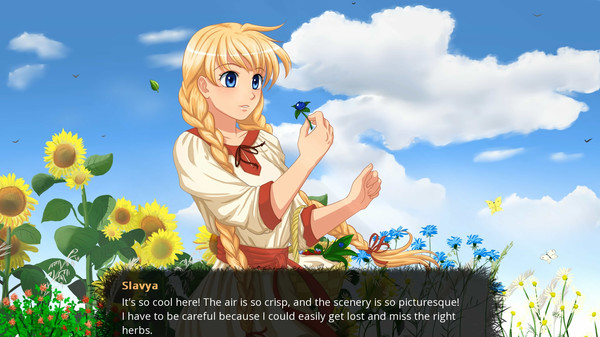 Slavya
It's so cool here! The air is so crisp, and the scenery is so picturesque!
I have to be careful because I could easily get lost and miss the right
herbs.